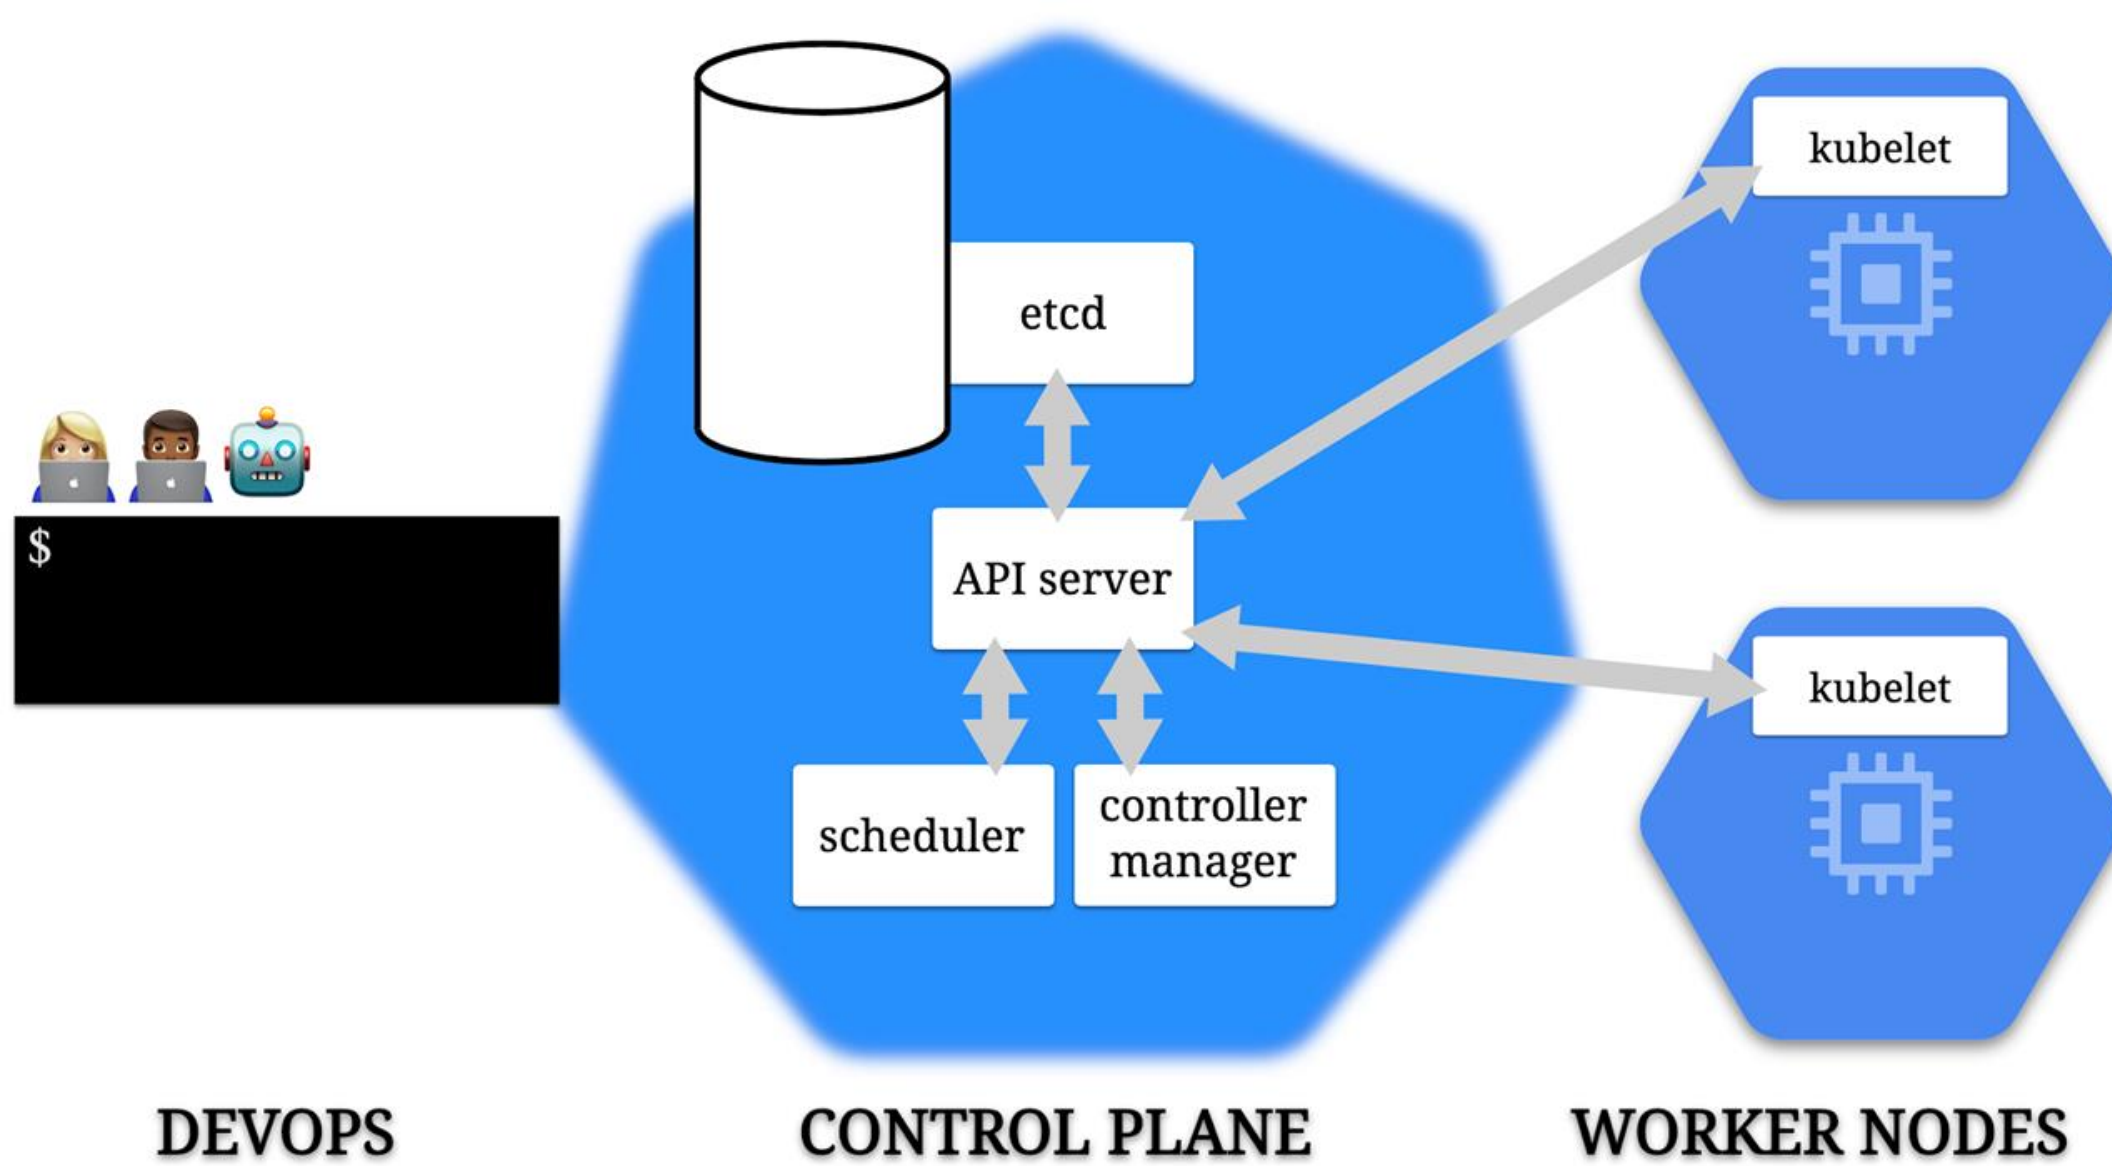 $
etcd
API server
scheduler
controller
manager
kubelet
kubelet
DEVOPS
CONTROL PLANE
WORKER NODES